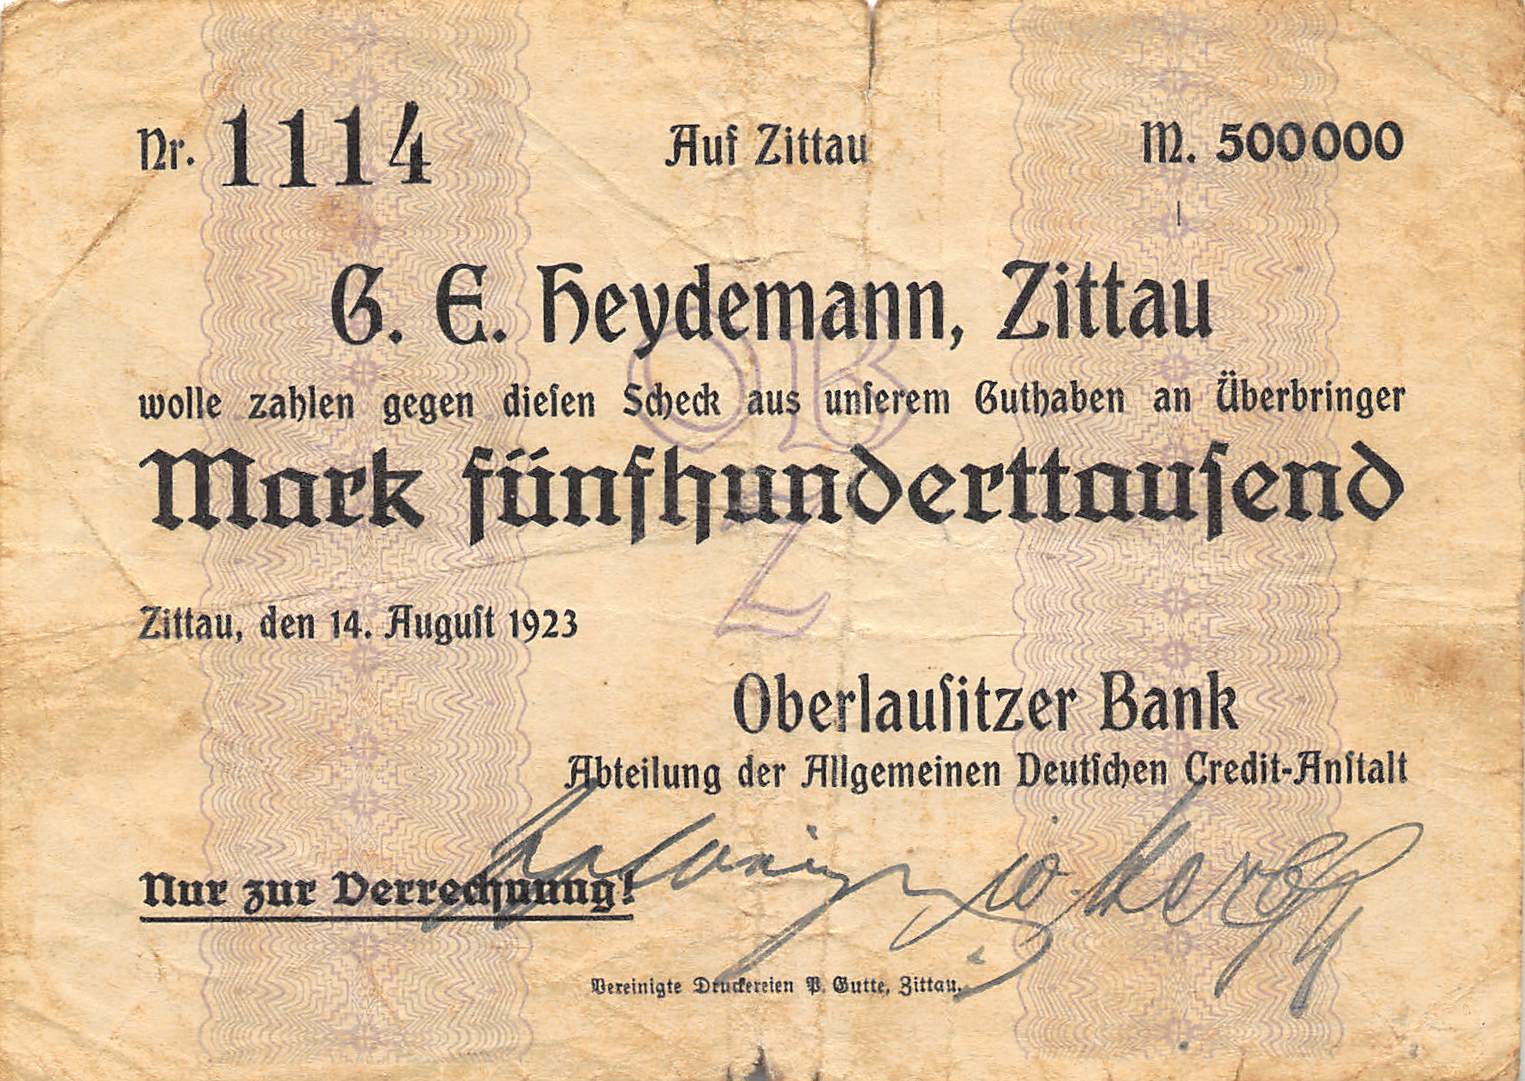 Nr. 1114 Auf Zittau M. 500000
G. E. Heydemann, Zittau
wolle zahlen gegen diesen Scheck aus unserem Guthaben an Überbringer
Mark fünfhunderttausend
OB
Z
Zittau, den 14. August 1923
Oberlausitzer Bank
Abteilung der Allgemeinen Deutschen Credit-Anstalt
Nur zur Verrechnung!
Vereinigte Druckereien P. Gutte, Zittau.